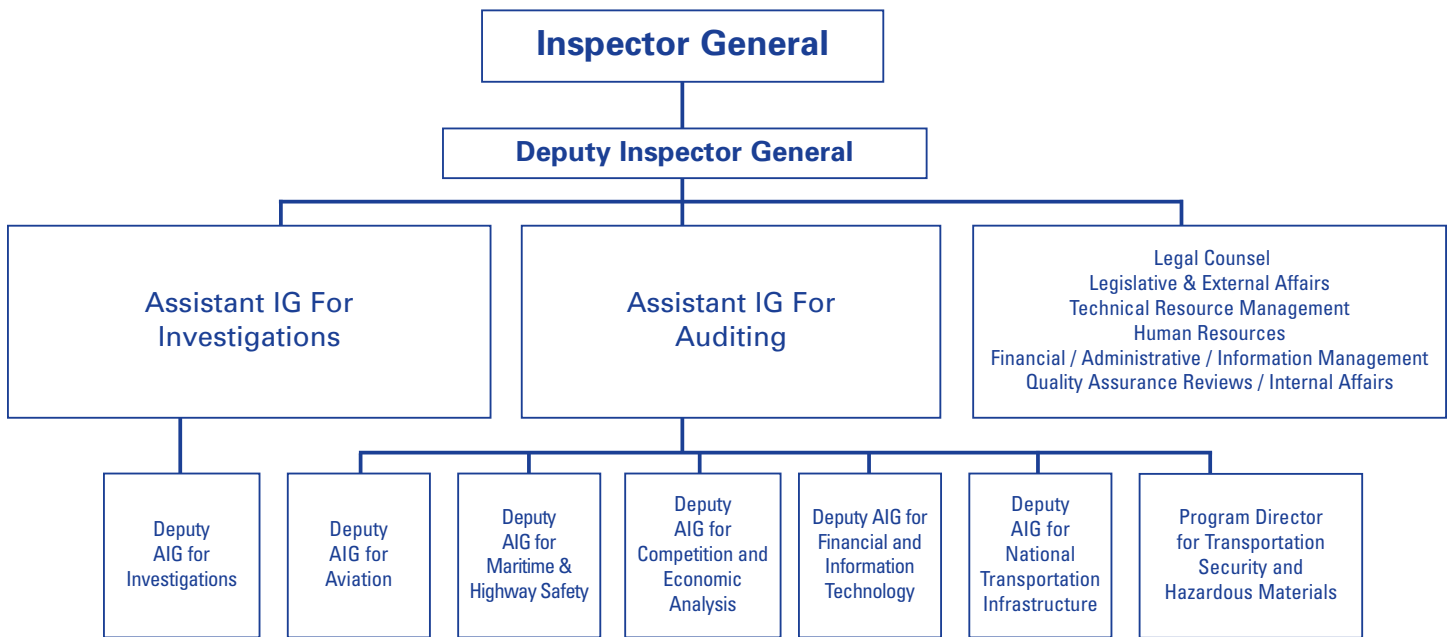 Inspector General
Deputy Inspector General
Assistant IG For
Investigations
Assistant IG For
Auditing
Legal Counsel
Legislative & External Affairs
Technical Resource Management
Human Resources
Financial / Administrative / Information Management
Quality Assurance Reviews / Internal Affairs
Deputy
AIG for
Investigations
Deputy
AIG for
Aviation
Deputy
AIG for
Maritime &
Highway Safety
Deputy
AIG for
Competition and
Economic
Analysis
Deputy AIG for
Financial and
Information
Technology
Deputy
AIG for
National
Transportation
Infrastructure
Program Director
for Transportation
Security and
Hazardous Materials